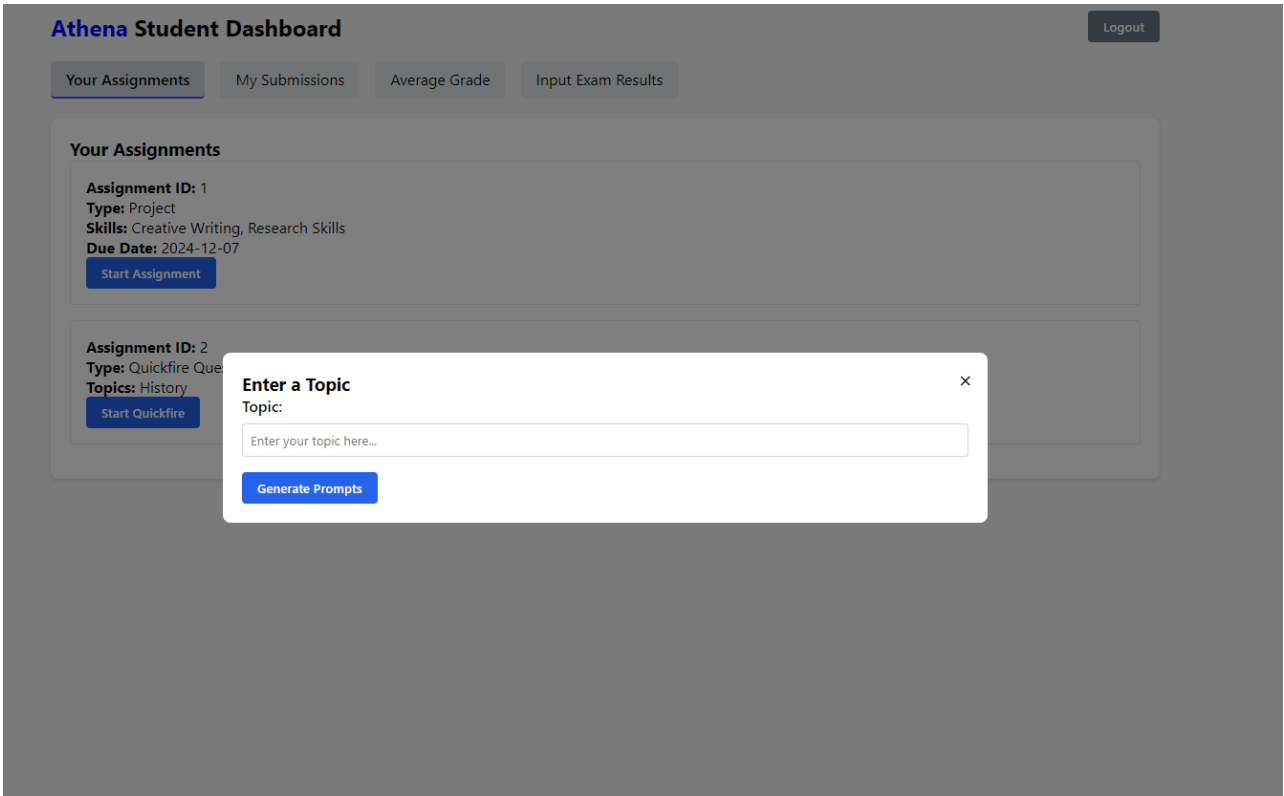 Athena Student Dashboard
Logout
Your Assignments
My Submissions
Average Grade
Input Exam Results
Your Assignments
Assignment ID: 1
Type: Project
Skills: Creative Writing, Research Skills
Due Date: 2024-12-07
Start Assignment
Assignment ID: 2
Type: Quickfire Que
Topics: History
Start Quickfire
Enter a Topic
×
Topic:
Enter your topic here...
Generate Prompts